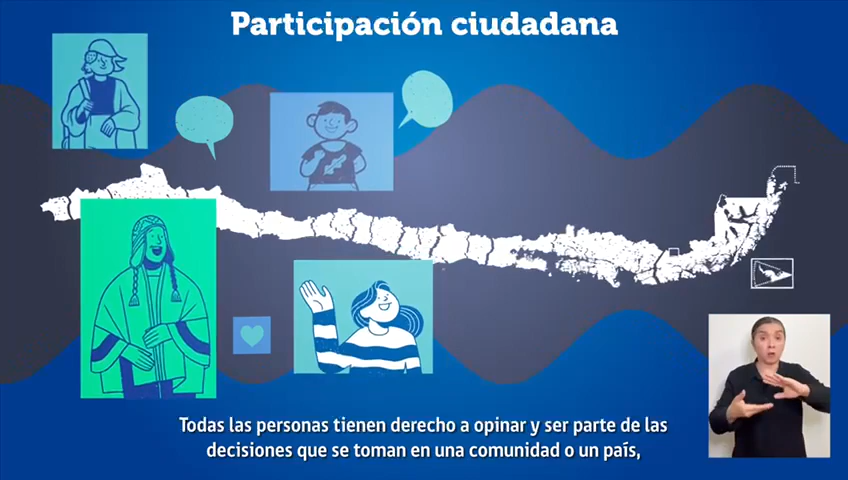 Participación ciudadana
Todas las personas tienen derecho a opinar y ser parte de las
decisiones que se toman en una comunidad o un país,